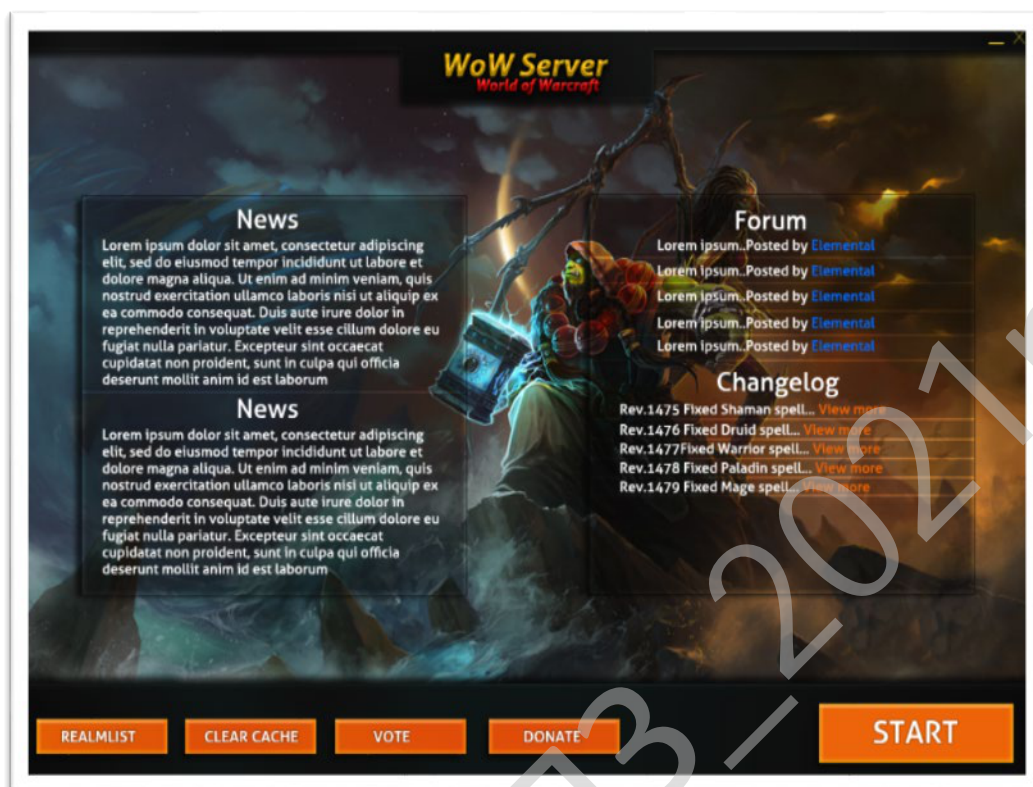 WoW Server
World of Warcraft
News
Lorem ipsum dolor sit amet, consectetur adipiscing
elit, sed do eiusmod tempor incididunt ut labore et
dolore magna aliqua. Ut enim ad minim veniam, quis
nostrud exercitation ullamco laboris nisi ut aliquip ex
ea commodo consequat. Duis aute irure dolor in
reprehenderit in voluptate velit esse cillum dolore eu
fugiat nulla pariatur. Excepteur sint occaecat
cupidatat non proident, sunt in culpa qui officia
deserunt mollit anim id est laborum
News
Lorem ipsum dolor sit amet, consectetur adipiscing
elit, sed do eiusmod tempor incididunt ut labore et
dolore magna aliqua. Ut enim ad minim veniam, quis
nostrud exercitation ullamco laboris nisi ut aliquip ex
ea commodo consequat. Duis aute irure dolor in
reprehenderit in voluptate velit esse cillum dolore eu
fugiat nulla pariatur. Excepteur sint occaecat
cupidatat non proident, sunt in culpa qui officia
deserunt mollit anim id est laborum
Forum
Lorem ipsum..Posted by Elemental
Lorem ipsum..Posted by Elemental
Lorem ipsum..Posted by Elemental
Lorem ipsum..Posted by Elemental
Lorem ipsum..Posted by Elemental
Changelog
Rev.1475 Fixed Shaman spell... View more
Rev.1476 Fixed Druid spell... View more
Rev.1477Fixed Warrior spell... View more
Rev.1478 Fixed Paladin spell... View more
Rev.1479 Fixed Mage spell... View more
REALMLIST
CLEAR CACHE
VOTE
DONATE
START